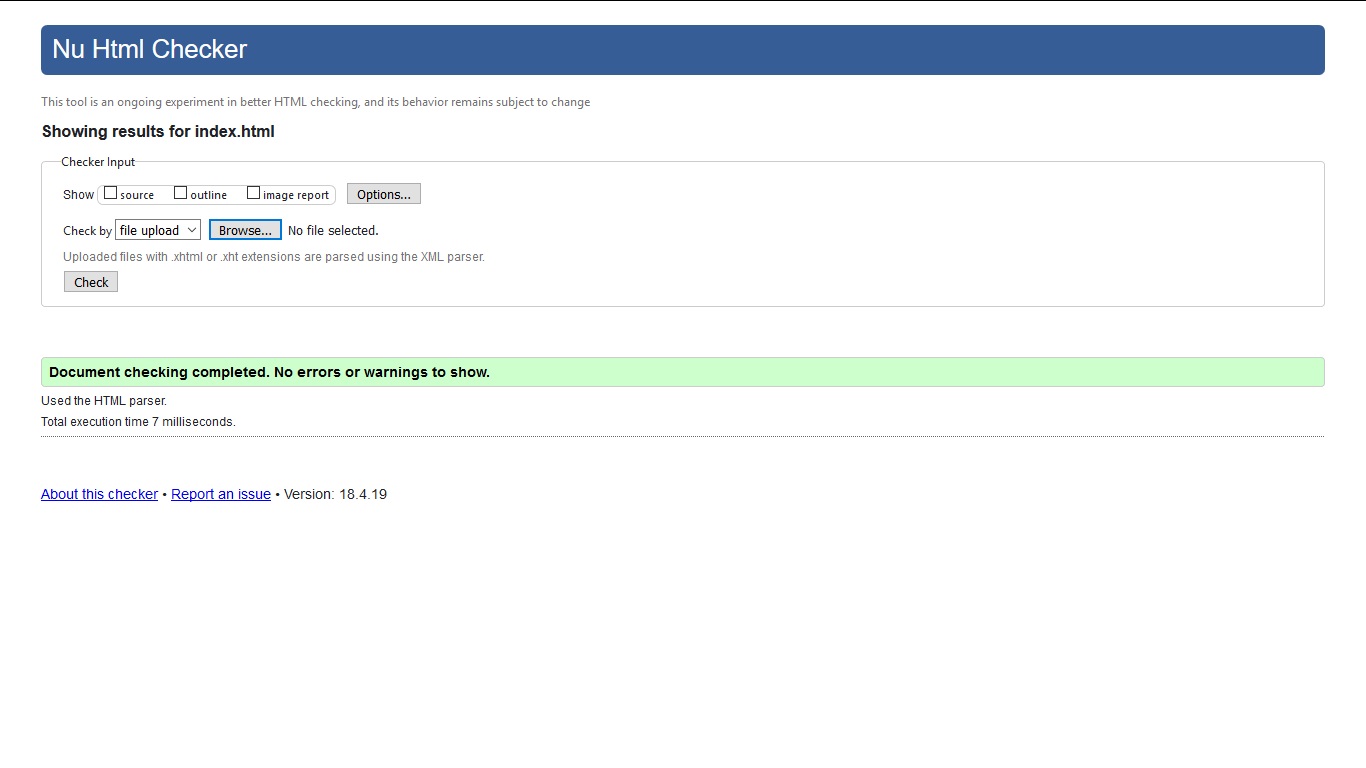 Nu Html Checker
This tool is an ongoing experiment in better HTML checking, and its behavior remains subject to change
Showing results for index.html
Checker Input
Show source outline image report Options...
Check by file upload Browse... No file selected.
Uploaded files with .xhtml or .xht extensions are parsed using the XML parser.
Check
Document checking completed. No errors or warnings to show.
Used the HTML parser.
Total execution time 7 milliseconds.
About this checker • Report an issue • Version: 18.4.19